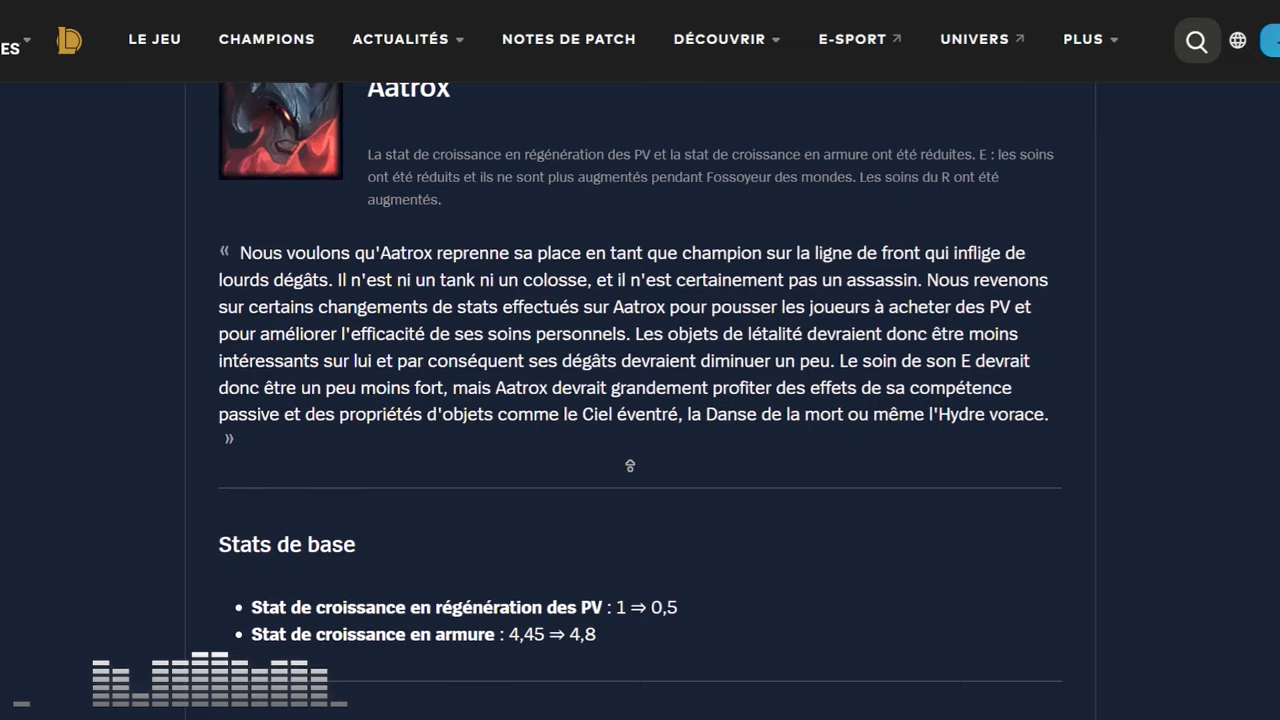 ES
LE JEU CHAMPIONS ACTUALITÉS NOTES DE PATCH DÉCOUVRIR E-SPORT UNIVERS PLUS
Aatrox
La stat de croissance en régénération des PV et la stat de croissance en armure ont été réduites. E : les soins
ont été réduits et ils ne sont plus augmentés pendant Fossoyeur des mondes. Les soins du R ont été
augmentés.
« Nous voulons qu'Aatrox reprenne sa place en tant que champion sur la ligne de front qui inflige de
lourds dégâts. Il n'est ni un tank ni un colosse, et il n'est certainement pas un assassin. Nous revenons
sur certains changements de stats effectués sur Aatrox pour pousser les joueurs à acheter des PV et
pour améliorer l'efficacité de ses soins personnels. Les objets de létalité devraient donc être moins
intéressants sur lui et par conséquent ses dégâts devraient diminuer un peu. Le soin de son E devrait
donc être un peu moins fort, mais Aatrox devrait grandement profiter des effets de sa compétence
passive et des propriétés d'objets comme le Ciel éventré, la Danse de la mort ou même l'Hydre vorace.
»
Stats de base
• Stat de croissance en régénération des PV : 1 ⇒ 0,5
• Stat de croissance en armure : 4,45 ⇒ 4,8